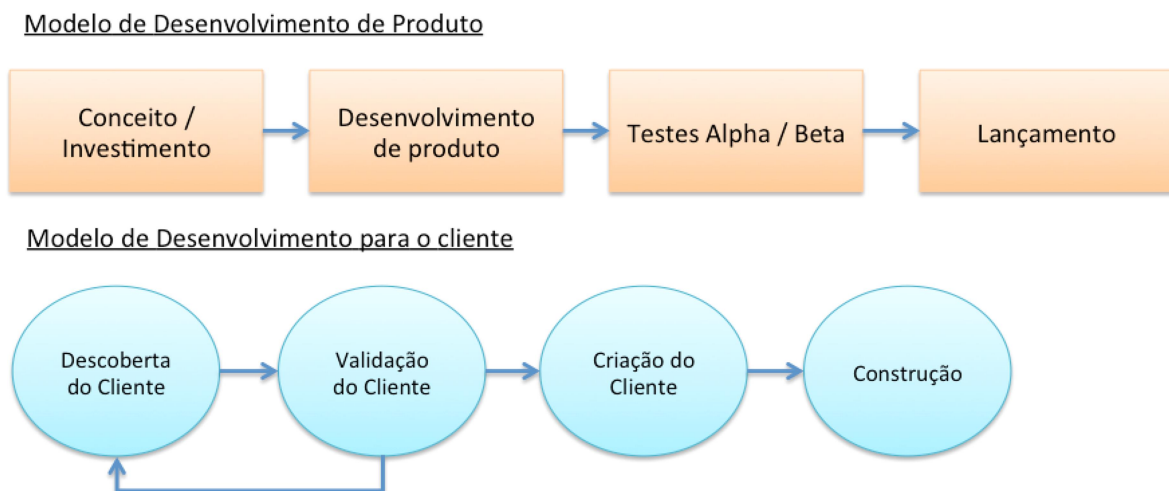 Modelo de Desenvolvimento de Produto
Conceito /
Investimento
Desenvolvimento
de produto
Testes Alpha / Beta
Lançamento
Modelo de Desenvolvimento para o cliente
Descoberta
do Cliente
Validação
do Cliente
Criação do
Cliente
Construção